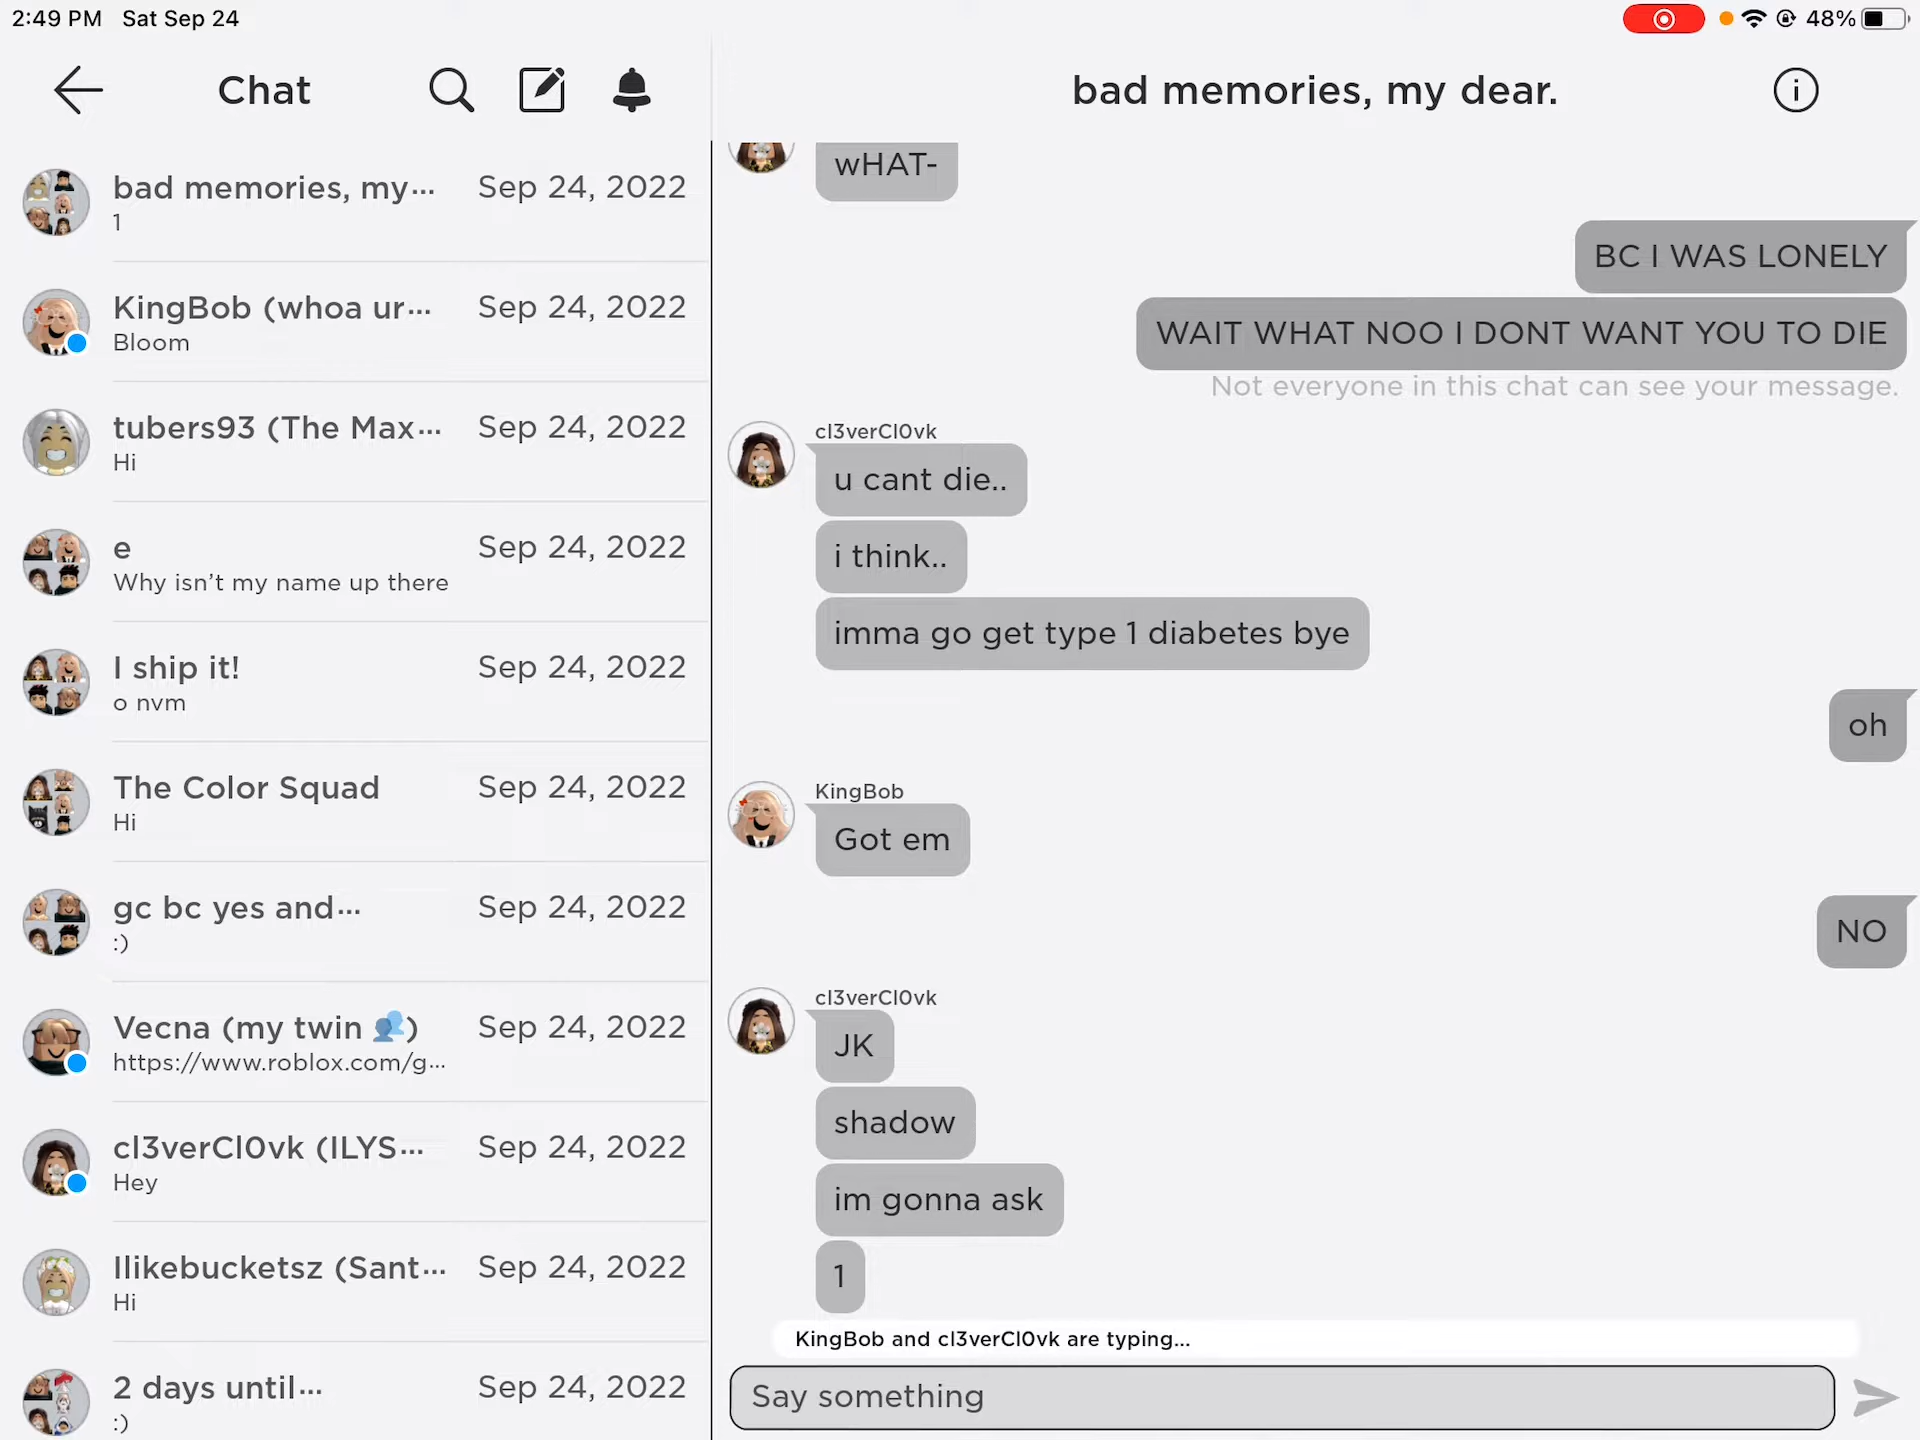 2:49 PM Sat Sep 24
48%
Chat
bad memories, my…
Sep 24, 2022
1
KingBob (whoa ur…
Sep 24, 2022
Bloom
tubers93 (The Max…
Sep 24, 2022
Hi
e
Sep 24, 2022
Why isn’t my name up there
I ship it!
Sep 24, 2022
o nvm
The Color Squad
Sep 24, 2022
Hi
gc bc yes and…
Sep 24, 2022
:)
Vecna (my twin 👥)
Sep 24, 2022
https://www.roblox.com/g…
cl3verCl0vk (ILYS…
Sep 24, 2022
Hey
Ilikebucketsz (Sant…
Sep 24, 2022
Hi
2 days until…
Sep 24, 2022
:)
bad memories, my dear.
wHAT-
BC I WAS LONELY
WAIT WHAT NOO I DONT WANT YOU TO DIE
Not everyone in this chat can see your message.
cl3verCl0vk
u cant die..
i think..
imma go get type 1 diabetes bye
oh
KingBob
Got em
NO
cl3verCl0vk
JK
shadow
im gonna ask
1
KingBob and cl3verCl0vk are typing...
Say something